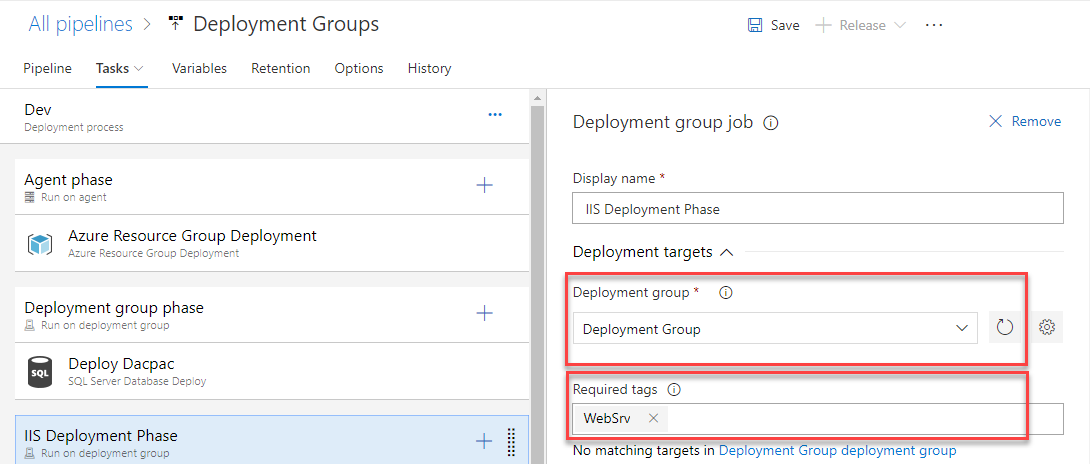 All pipelines > Deployment Groups
Save
Release
...
Pipeline
Tasks
Variables
Retention
Options
History
Dev
Deployment process
...
Agent phase
Run on agent
Azure Resource Group Deployment
Azure Resource Group Deployment
Deployment group phase
Run on deployment group
SQL
Deploy Dacpac
SQL Server Database Deploy
IIS Deployment Phase
Run on deployment group
Deployment group job
Remove
Display name *
IIS Deployment Phase
Deployment targets
Deployment group *
Deployment Group
Required tags
WebSrv
No matching targets in Deployment Group deployment group